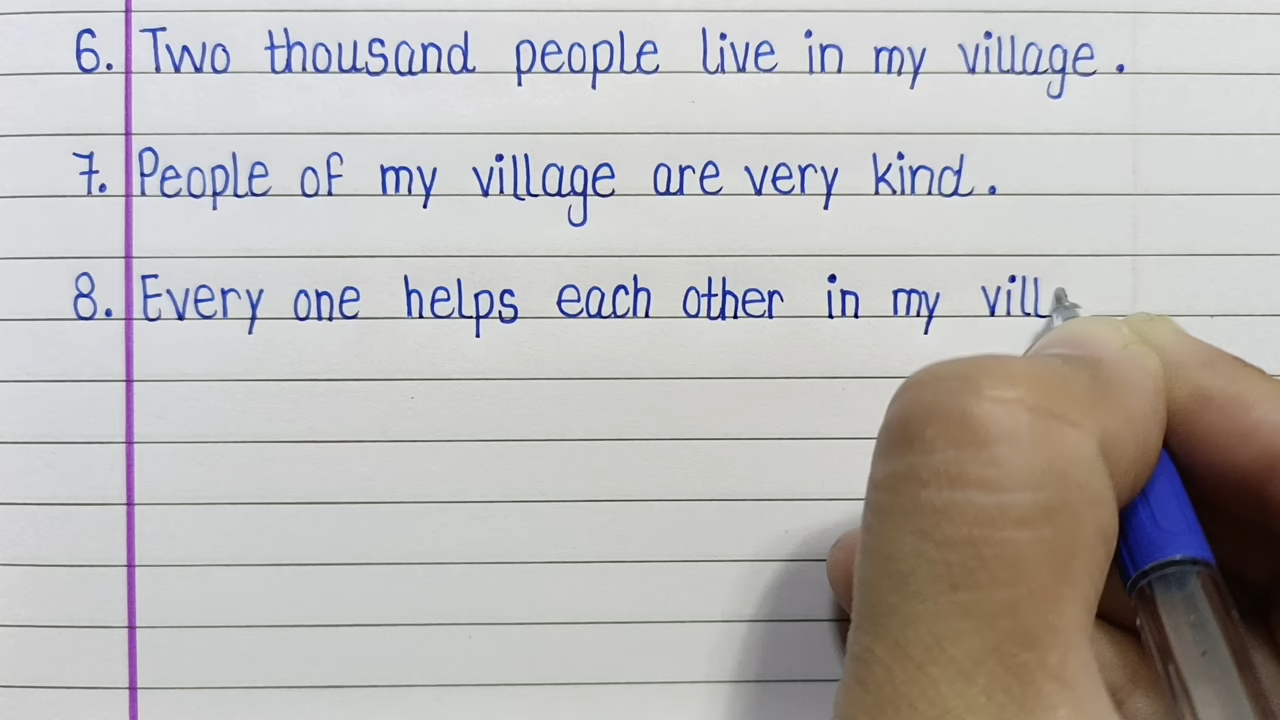 6. Two thousand people live in my village.
7. People of my village are very kind.
8. Every one helps each other in my vill